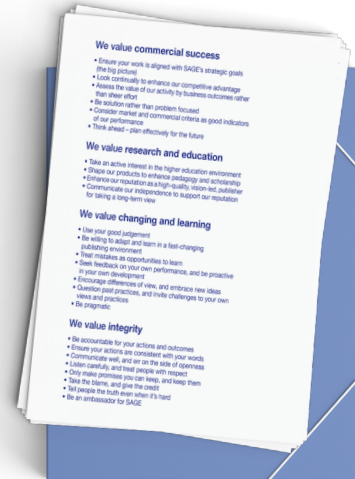 We value commercial success
• Ensure your work is aligned with SAGE's strategic goals
(the big picture)
• Look continually to enhance our competitive advantage
• Assess the value of our activity by business outcomes rather
than sheer effort
• Be solution rather than problem focused
• Consider market and commercial criteria as good indicators
of our performance
• Think ahead – plan effectively for the future
We value research and education
• Take an active interest in the higher education environment
• Shape our products to enhance pedagogy and scholarship
• Enhance our reputation as a high-quality, vision-led, publisher
• Communicate our independence to support our reputation
for taking a long-term view
We value changing and learning
• Use your good judgement
• Be willing to adapt and learn in a fast-changing
publishing environment
• Treat mistakes as opportunities to learn
• Seek feedback on your own performance, and be proactive
in your own development
• Encourage differences of view, and embrace new ideas
• Question past practices, and invite challenges to your own
views and practices
• Be pragmatic
We value integrity
• Be accountable for your actions and outcomes
• Ensure your actions are consistent with your words
• Communicate well, and err on the side of openness
• Listen carefully, and treat people with respect
• Only make promises you can keep, and keep them
• Take the blame, and give the credit
• Tell people the truth even when it's hard
• Be an ambassador for SAGE